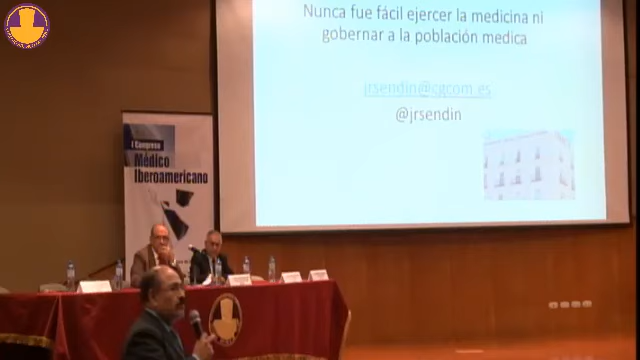 Nunca fue fácil ejercer la medicina ni
gobernar a la población medica
jrsendin@cgcom.es
@jrsendin
I Congreso
Médico
Iberoamericano